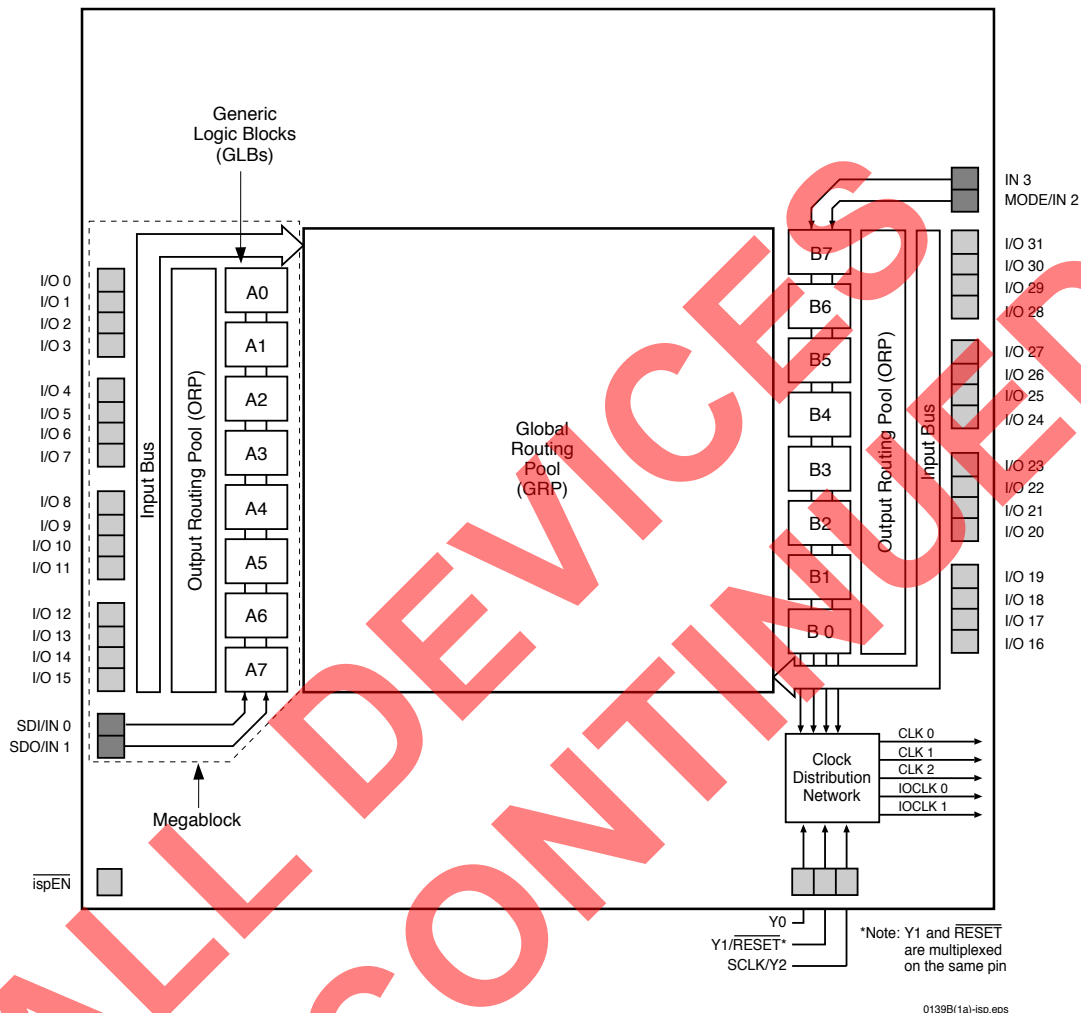 Generic
Logic Blocks
(GLBs)
IN 3
MODE/IN 2
I/O 0
I/O 1
I/O 2
I/O 3
I/O 4
I/O 5
I/O 6
I/O 7
I/O 8
I/O 9
I/O 10
I/O 11
I/O 12
I/O 13
I/O 14
I/O 15
SDI/IN 0
SDO/IN 1
Input Bus
Output Routing Pool (ORP)
A0
A1
A2
A3
A4
A5
A6
A7
Megablock
ispEN
Global
Routing
Pool
(GRP)
B7
B6
B5
B4
B3
B2
B1
B 0
Output Routing Pool (ORP)
Input Bus
I/O 31
I/O 30
I/O 29
I/O 28
I/O 27
I/O 26
I/O 25
I/O 24
I/O 23
I/O 22
I/O 21
I/O 20
I/O 19
I/O 18
I/O 17
I/O 16
Clock
Distribution
Network
CLK 0
CLK 1
CLK 2
IOCLK 0
IOCLK 1
Y0
Y1/RESET*
SCLK/Y2
*Note: Y1 and RESET
are multiplexed
on the same pin
0139B(1a)-isp.eps
ALL DEVICES
CONTINUED